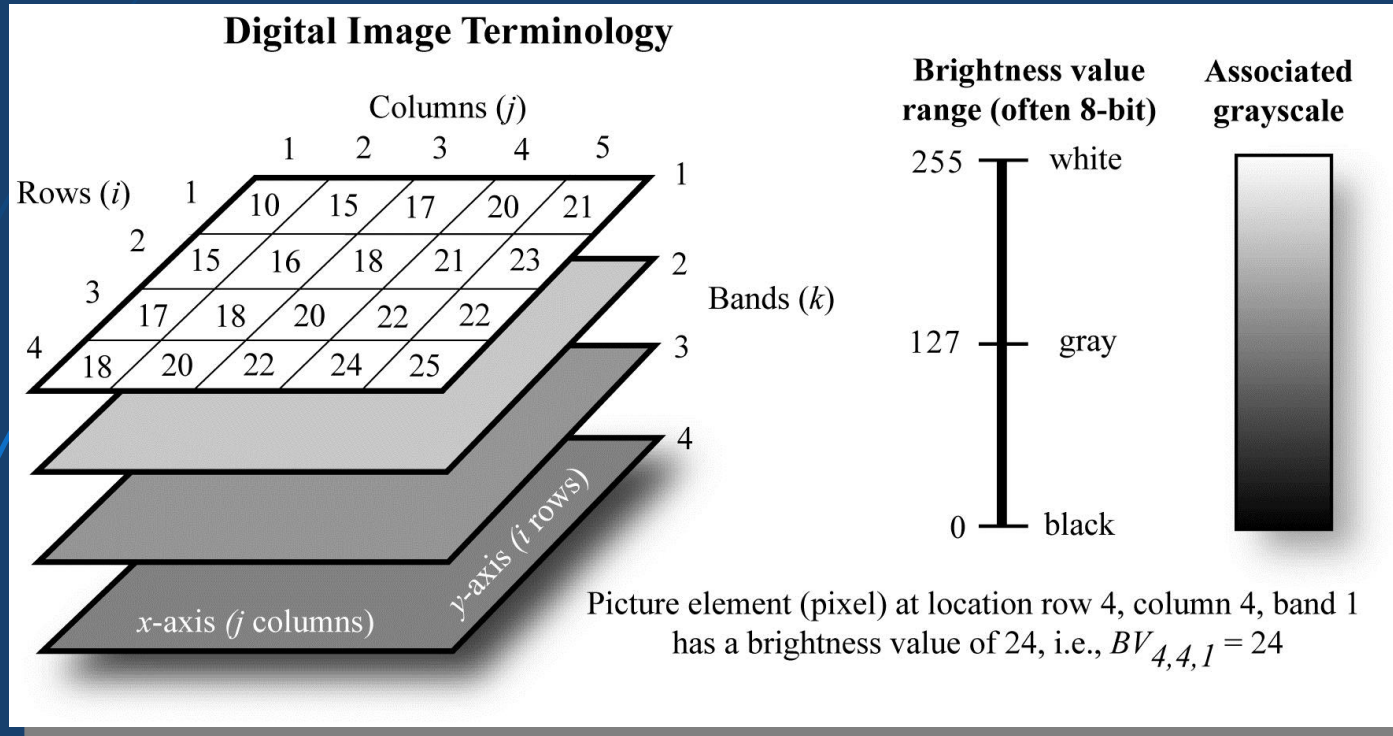 Digital Image Terminology
Columns (j)
1 2 3 4 5
Rows (i)
1 10 15 17 20 21 1
2 15 16 18 21 23 2
3 17 18 20 22 22 3
4 18 20 22 24 25 4
Bands (k)
x-axis (j columns)
y-axis (i rows)
Brightness value
range (often 8-bit)
255 white
127 gray
0 black
Associated
grayscale
Picture element (pixel) at location row 4, column 4, band 1
has a brightness value of 24, i.e., BV4,4,1 = 24